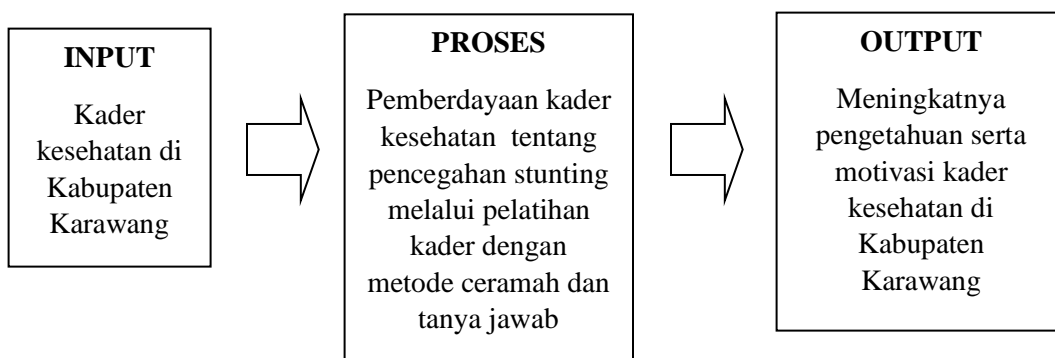 INPUT
Kader
kesehatan di
Kabupaten
Karawang
PROSES
Pemberdayaan kader
kesehatan tentang
pencegahan stunting
melalui pelatihan
kader dengan
metode ceramah dan
tanya jawab
OUTPUT
Meningkatnya
pengetahuan serta
motivasi kader
kesehatan di
Kabupaten
Karawang